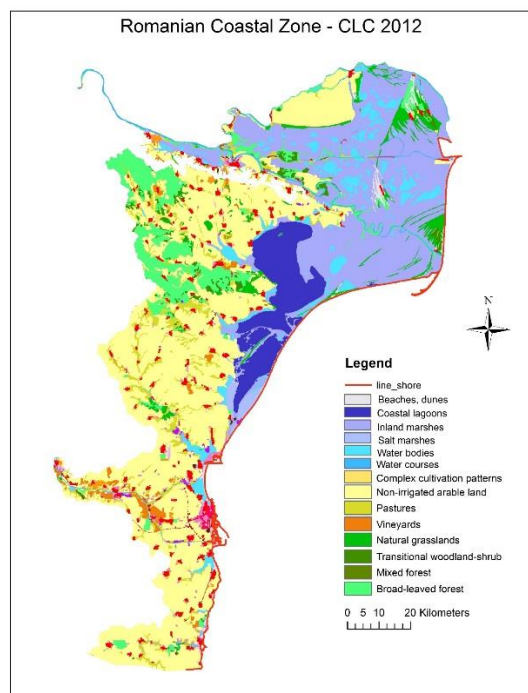 Romanian Coastal Zone - CLC 2012
N
Legend
line_shore
Beaches, dunes
Coastal lagoons
Inland marshes
Salt marshes
Water bodies
Water courses
Complex cultivation patterns
Non-irrigated arable land
Pastures
Vineyards
Natural grasslands
Transitional woodland-shrub
Mixed forest
Broad-leaved forest
0 5 10 20 Kilometers